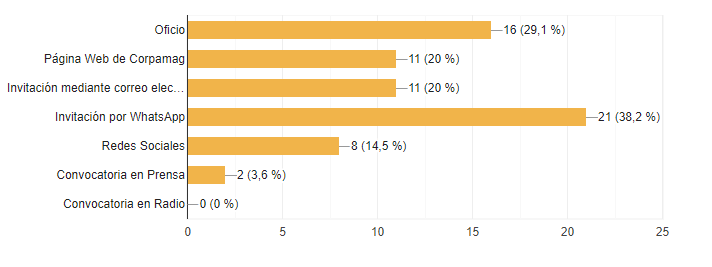 Oficio 16 (29,1 %)
Página Web de Corpamag 11 (20 %)
Invitación mediante correo elec… 11 (20 %)
Invitación por WhatsApp 21 (38,2 %)
Redes Sociales 8 (14,5 %)
Convocatoria en Prensa 2 (3,6 %)
Convocatoria en Radio 0 (0 %)
0 5 10 15 20 25